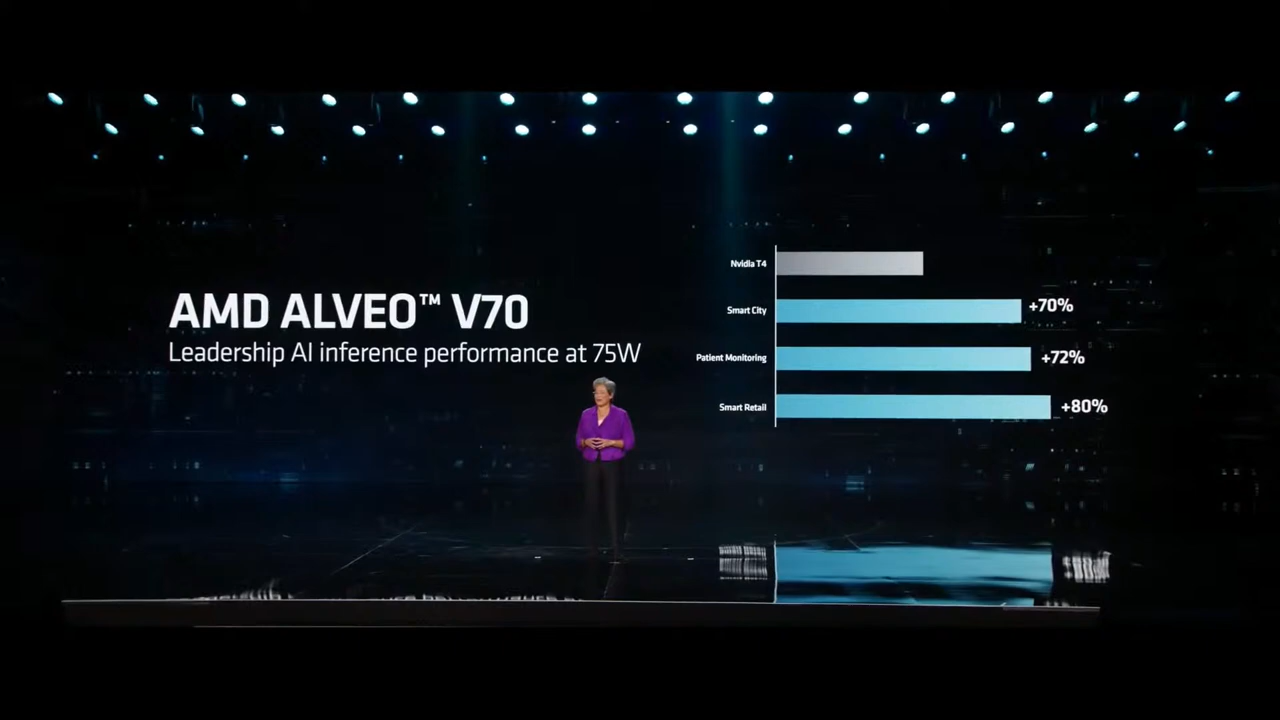 AMD ALVEO™ V70
Leadership AI inference performance at 75W
Nvidia T4
Smart City +70%
Patient Monitoring +72%
Smart Retail +80%